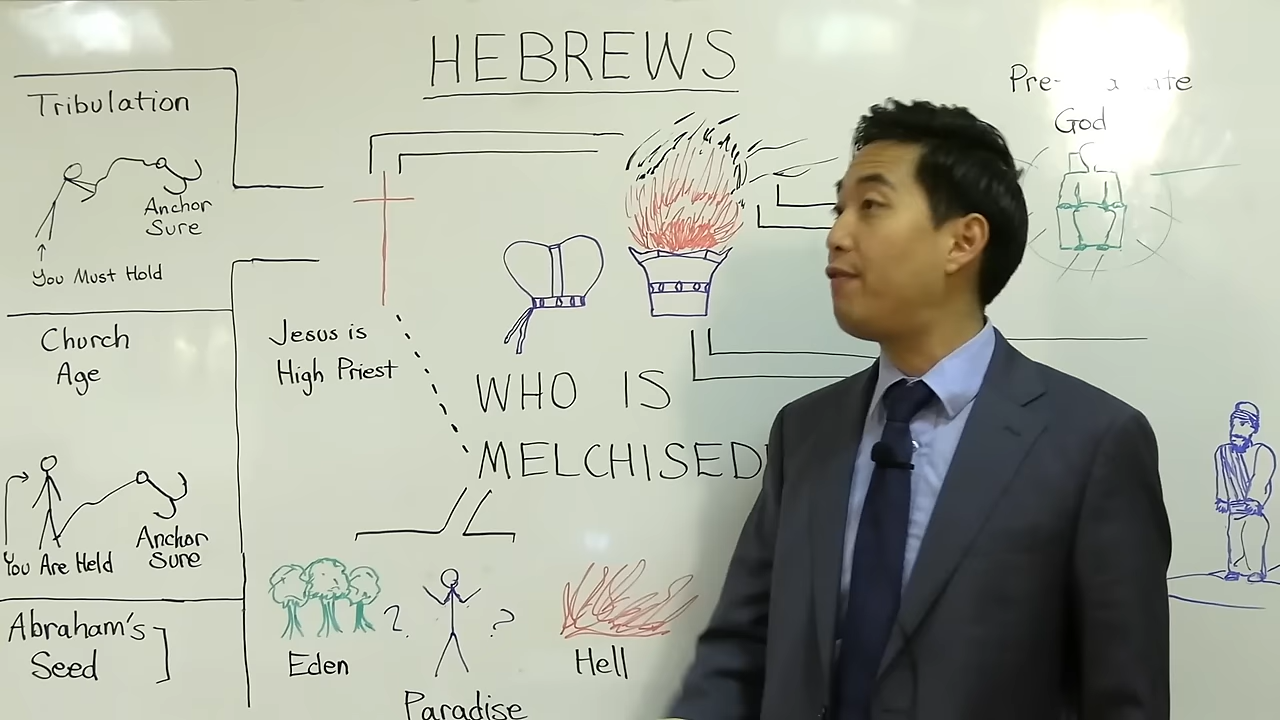 HEBREWS
Tribulation
Anchor
Sure
You Must Hold
Church
Age
Anchor
Sure
You Are Held
Abraham's
Seed
Jesus is
High Priest
WHO IS
MELCHISED
? ?
Eden
Hell
Paradise
God